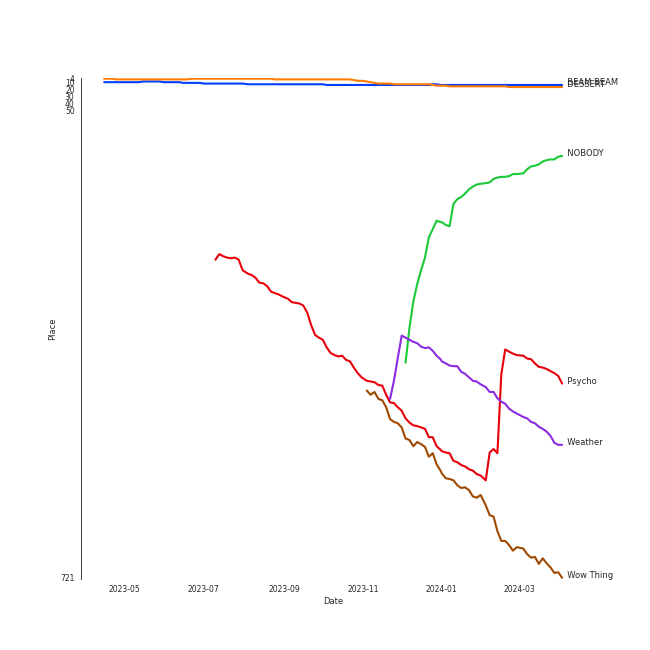 4
10
20
30
40
50
721
Place
BEAM BEAM
DESSERT
NOBODY
Psycho
Weather
Wow Thing
2023-05
2023-07
2023-09
2023-11
2024-01
2024-03
Date